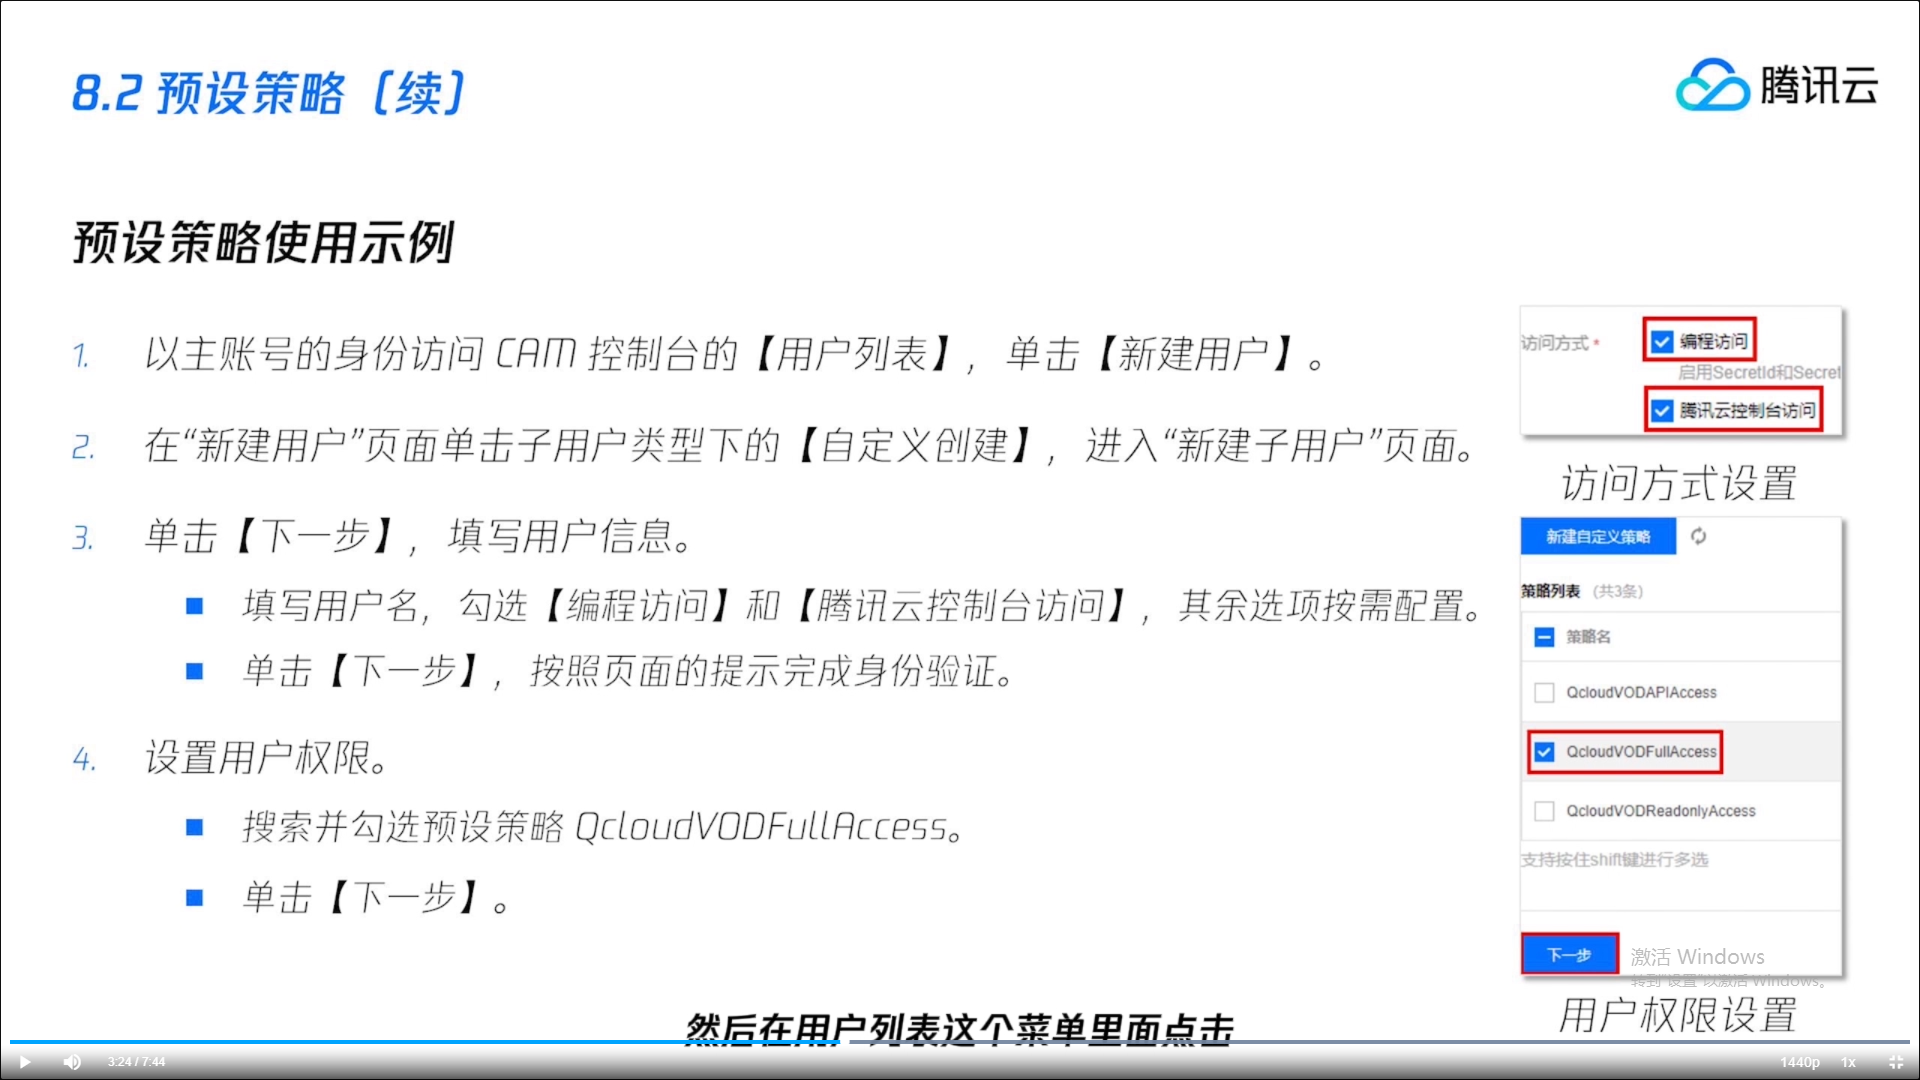 8.2 预设策略（续）
腾讯云
预设策略使用示例
1. 以主账号的身份访问 CAM 控制台的【用户列表】，单击【新建用户】。
2. 在“新建用户”页面单击子用户类型下的【自定义创建】，进入“新建子用户”页面。
3. 单击【下一步】，填写用户信息。
填写用户名，勾选【编程访问】和【腾讯云控制台访问】，其余选项按需配置。
单击【下一步】，按照页面的提示完成身份验证。
4. 设置用户权限。
搜索并勾选预设策略 QcloudVODFullAccess。
单击【下一步】。
访问方式* 编程访问
启用SecretId和Secret
腾讯云控制台访问
访问方式设置
新建自定义策略
策略列表 (共3条)
策略名
QcloudVODAPIAccess
QcloudVODFullAccess
QcloudVODReadonlyAccess
支持按住shift键进行多选
下一步
激活 Windows
转到“设置”以激活 Windows。
用户权限设置
然后在用户列表这个菜单里面点击
3:24 / 7:44
1440p 1x